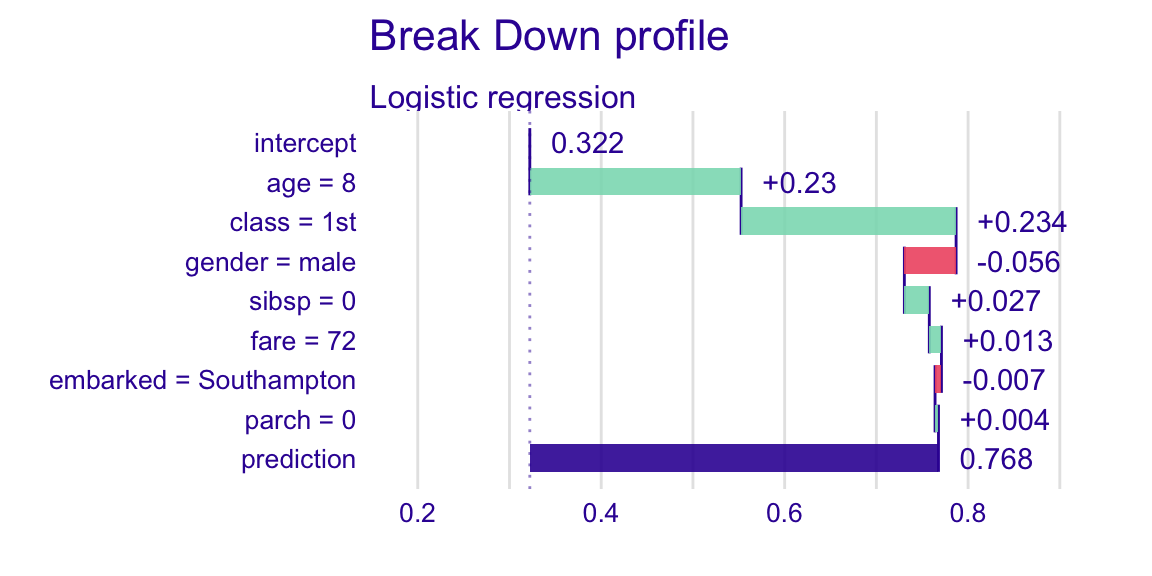 Break Down profile
Logistic regression
intercept 0.322
age = 8 +0.23
class = 1st +0.234
gender = male -0.056
sibsp = 0 +0.027
fare = 72 +0.013
embarked = Southampton -0.007
parch = 0 +0.004
prediction 0.768
0.2 0.4 0.6 0.8